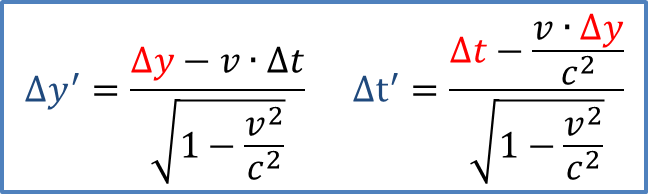 Δy′ = (Δy − v · Δt) / √(1 − v²/c²)
Δt′ = (Δt − (v · Δy)/c²) / √(1 − v²/c²)